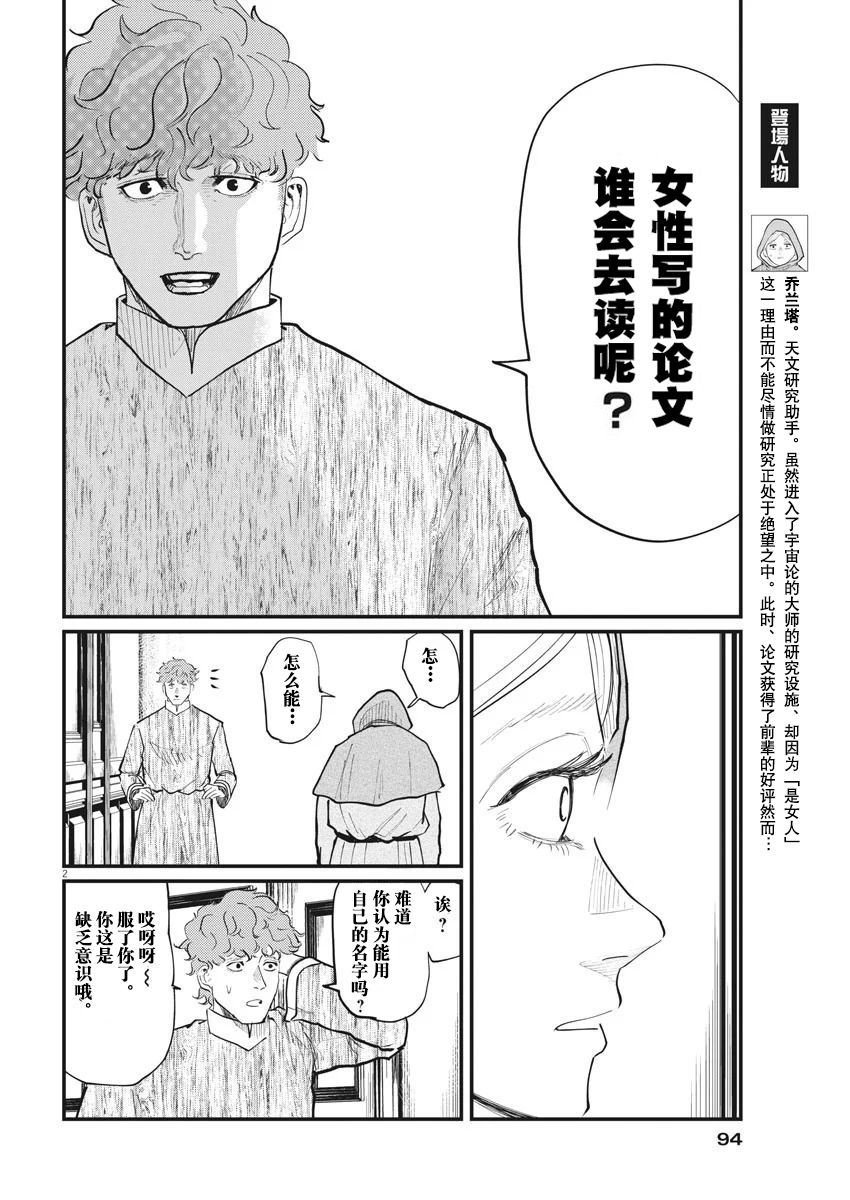 登場人物
乔兰塔。天文研究助手。虽然进入了宇宙论的大师的研究设施、却因为「是女人」
这一理由而不能尽情做研究正处于绝望之中。此时、论文获得了前辈的好评然而…
女性写的论文
谁会去读呢?
怎…
怎么能…
诶?
难道
你认为能用
自己的名字吗?
哎呀呀~
服了你了。
你这是
缺乏意识哦。
2
94